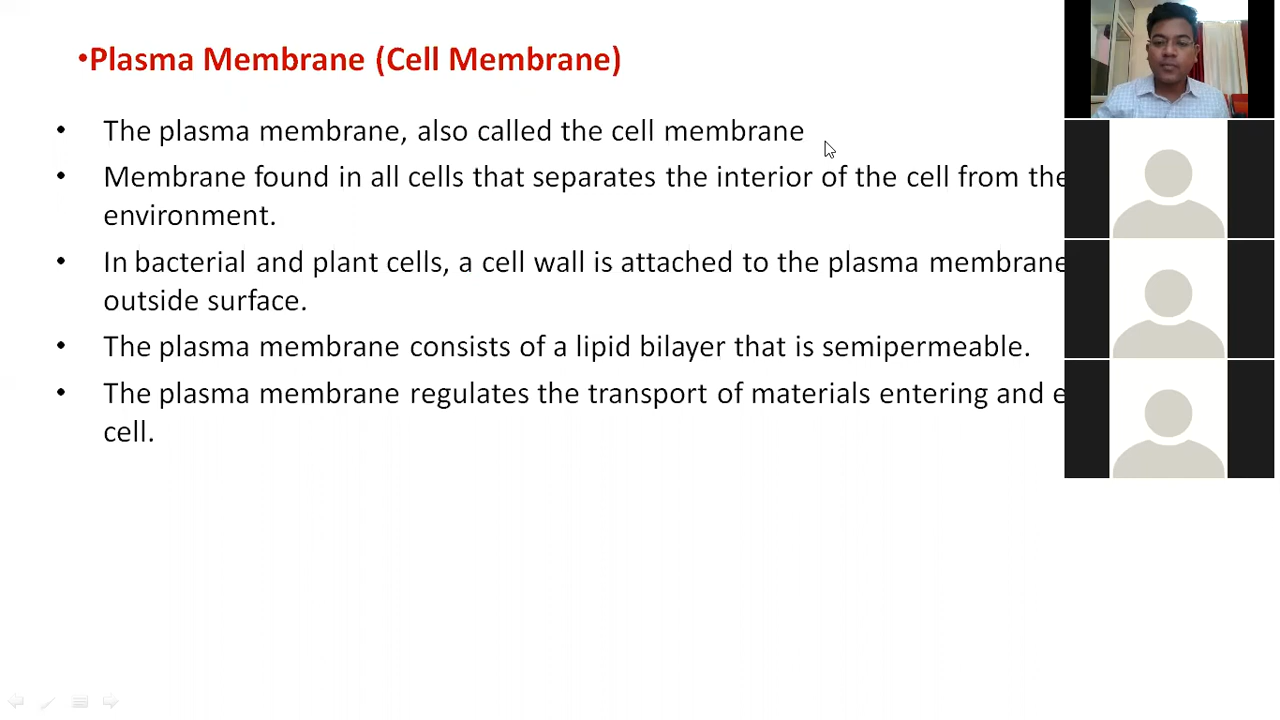 •Plasma Membrane (Cell Membrane)
• The plasma membrane, also called the cell membrane
• Membrane found in all cells that separates the interior of the cell from the
environment.
• In bacterial and plant cells, a cell wall is attached to the plasma membrane
outside surface.
• The plasma membrane consists of a lipid bilayer that is semipermeable.
• The plasma membrane regulates the transport of materials entering and
cell.